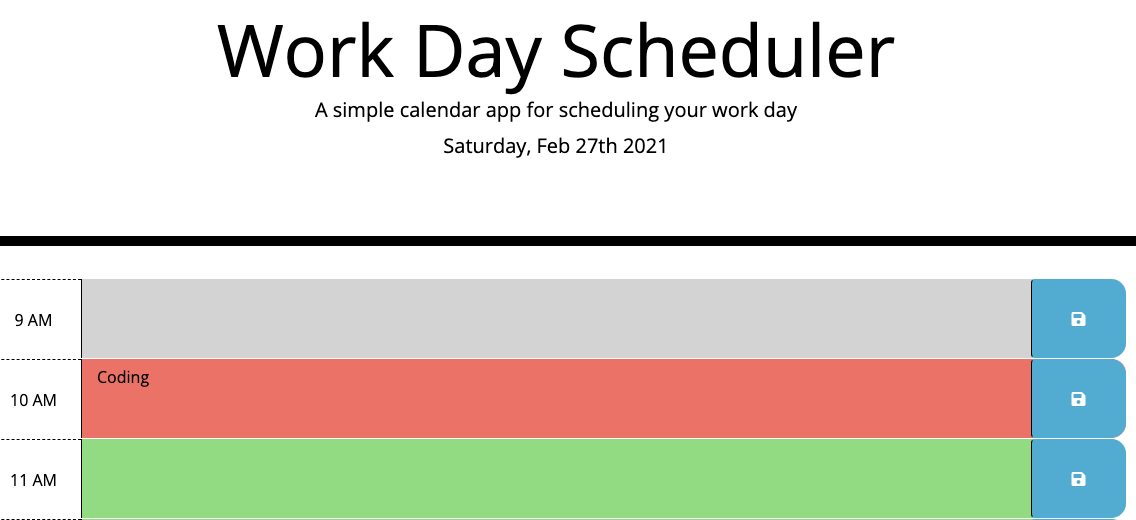 Work Day Scheduler
A simple calendar app for scheduling your work day
Saturday, Feb 27th 2021
9 AM
Coding
10 AM
11 AM